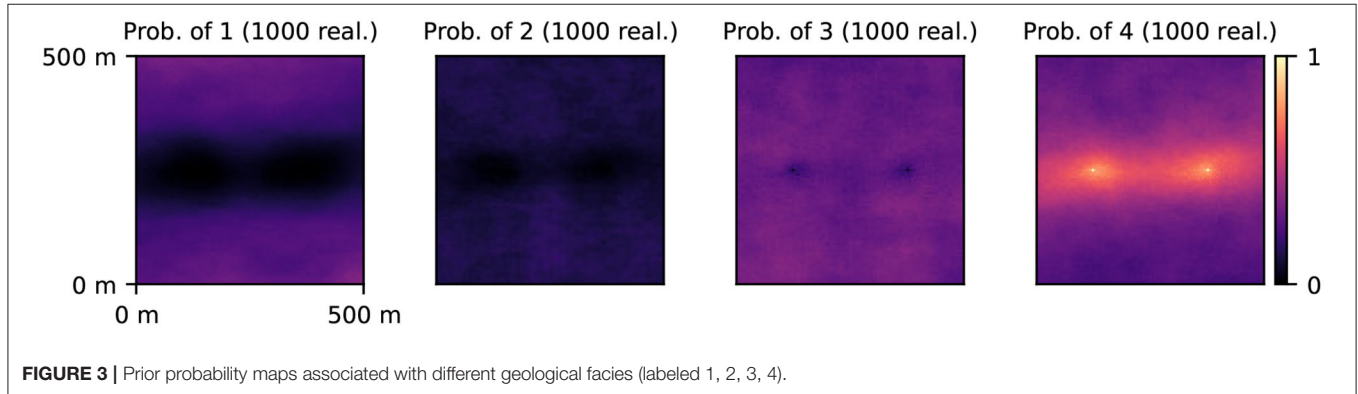 Prob. of 1 (1000 real.) Prob. of 2 (1000 real.) Prob. of 3 (1000 real.) Prob. of 4 (1000 real.)
500 m
1
0 m
0
0 m 500 m
FIGURE 3 | Prior probability maps associated with different geological facies (labeled 1, 2, 3, 4).